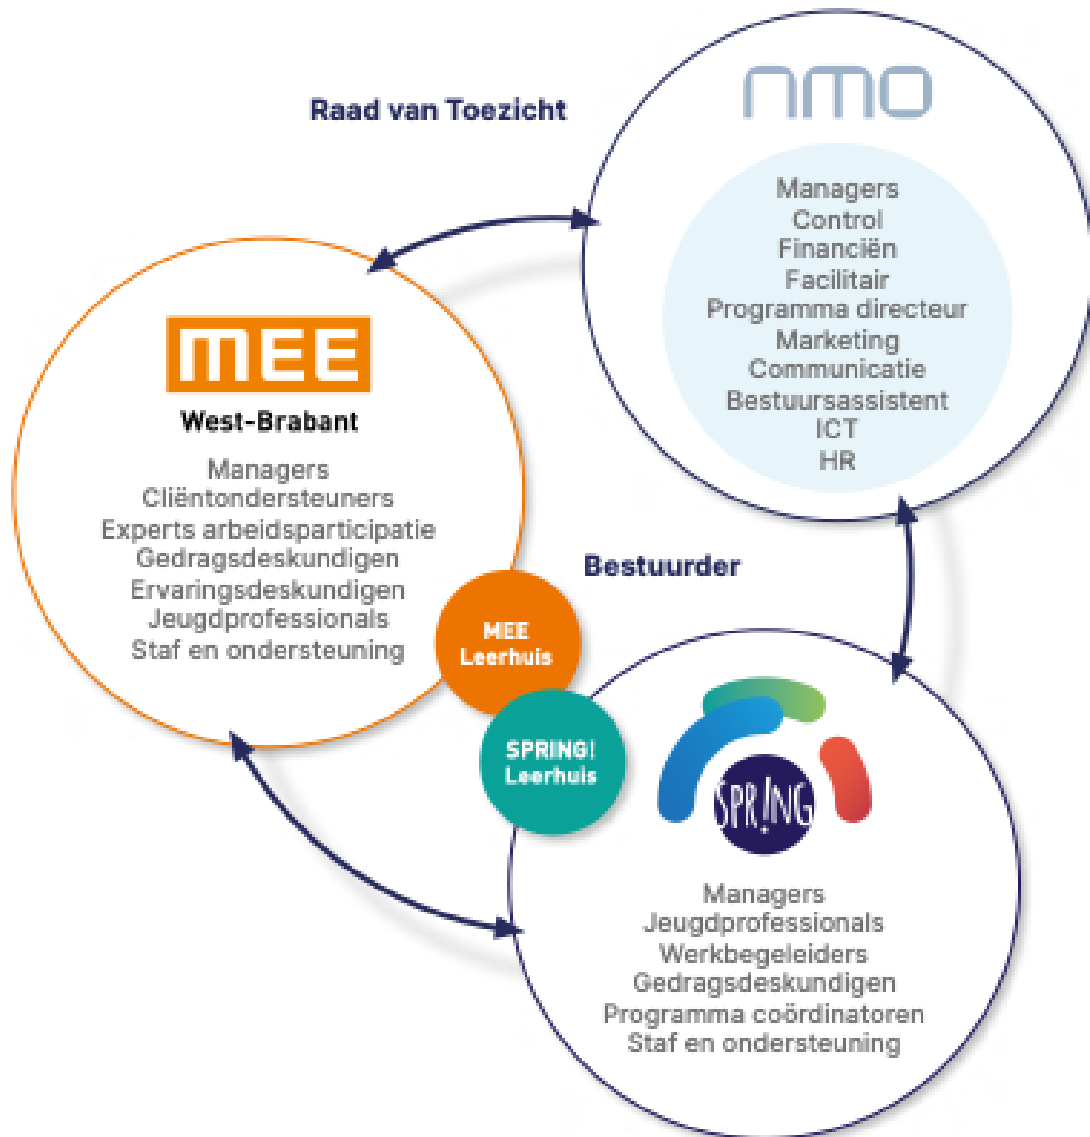 nmo
Raad van Toezicht
Managers
Control
Financiën
Facilitair
Programma directeur
Marketing
Communicatie
Bestuursassistent
ICT
HR
MEE
West-Brabant
Managers
Cliëntondersteuners
Experts arbeidsparticipatie
Gedragsdeskundigen
Ervaringsdeskundigen
Jeugdprofessionals
Staf en ondersteuning
Bestuurder
MEE
Leerhuis
SPRING!
Leerhuis
SPR!NG
Managers
Jeugdprofessionals
Werkbegeleiders
Gedragsdeskundigen
Programma coördinatoren
Staf en ondersteuning